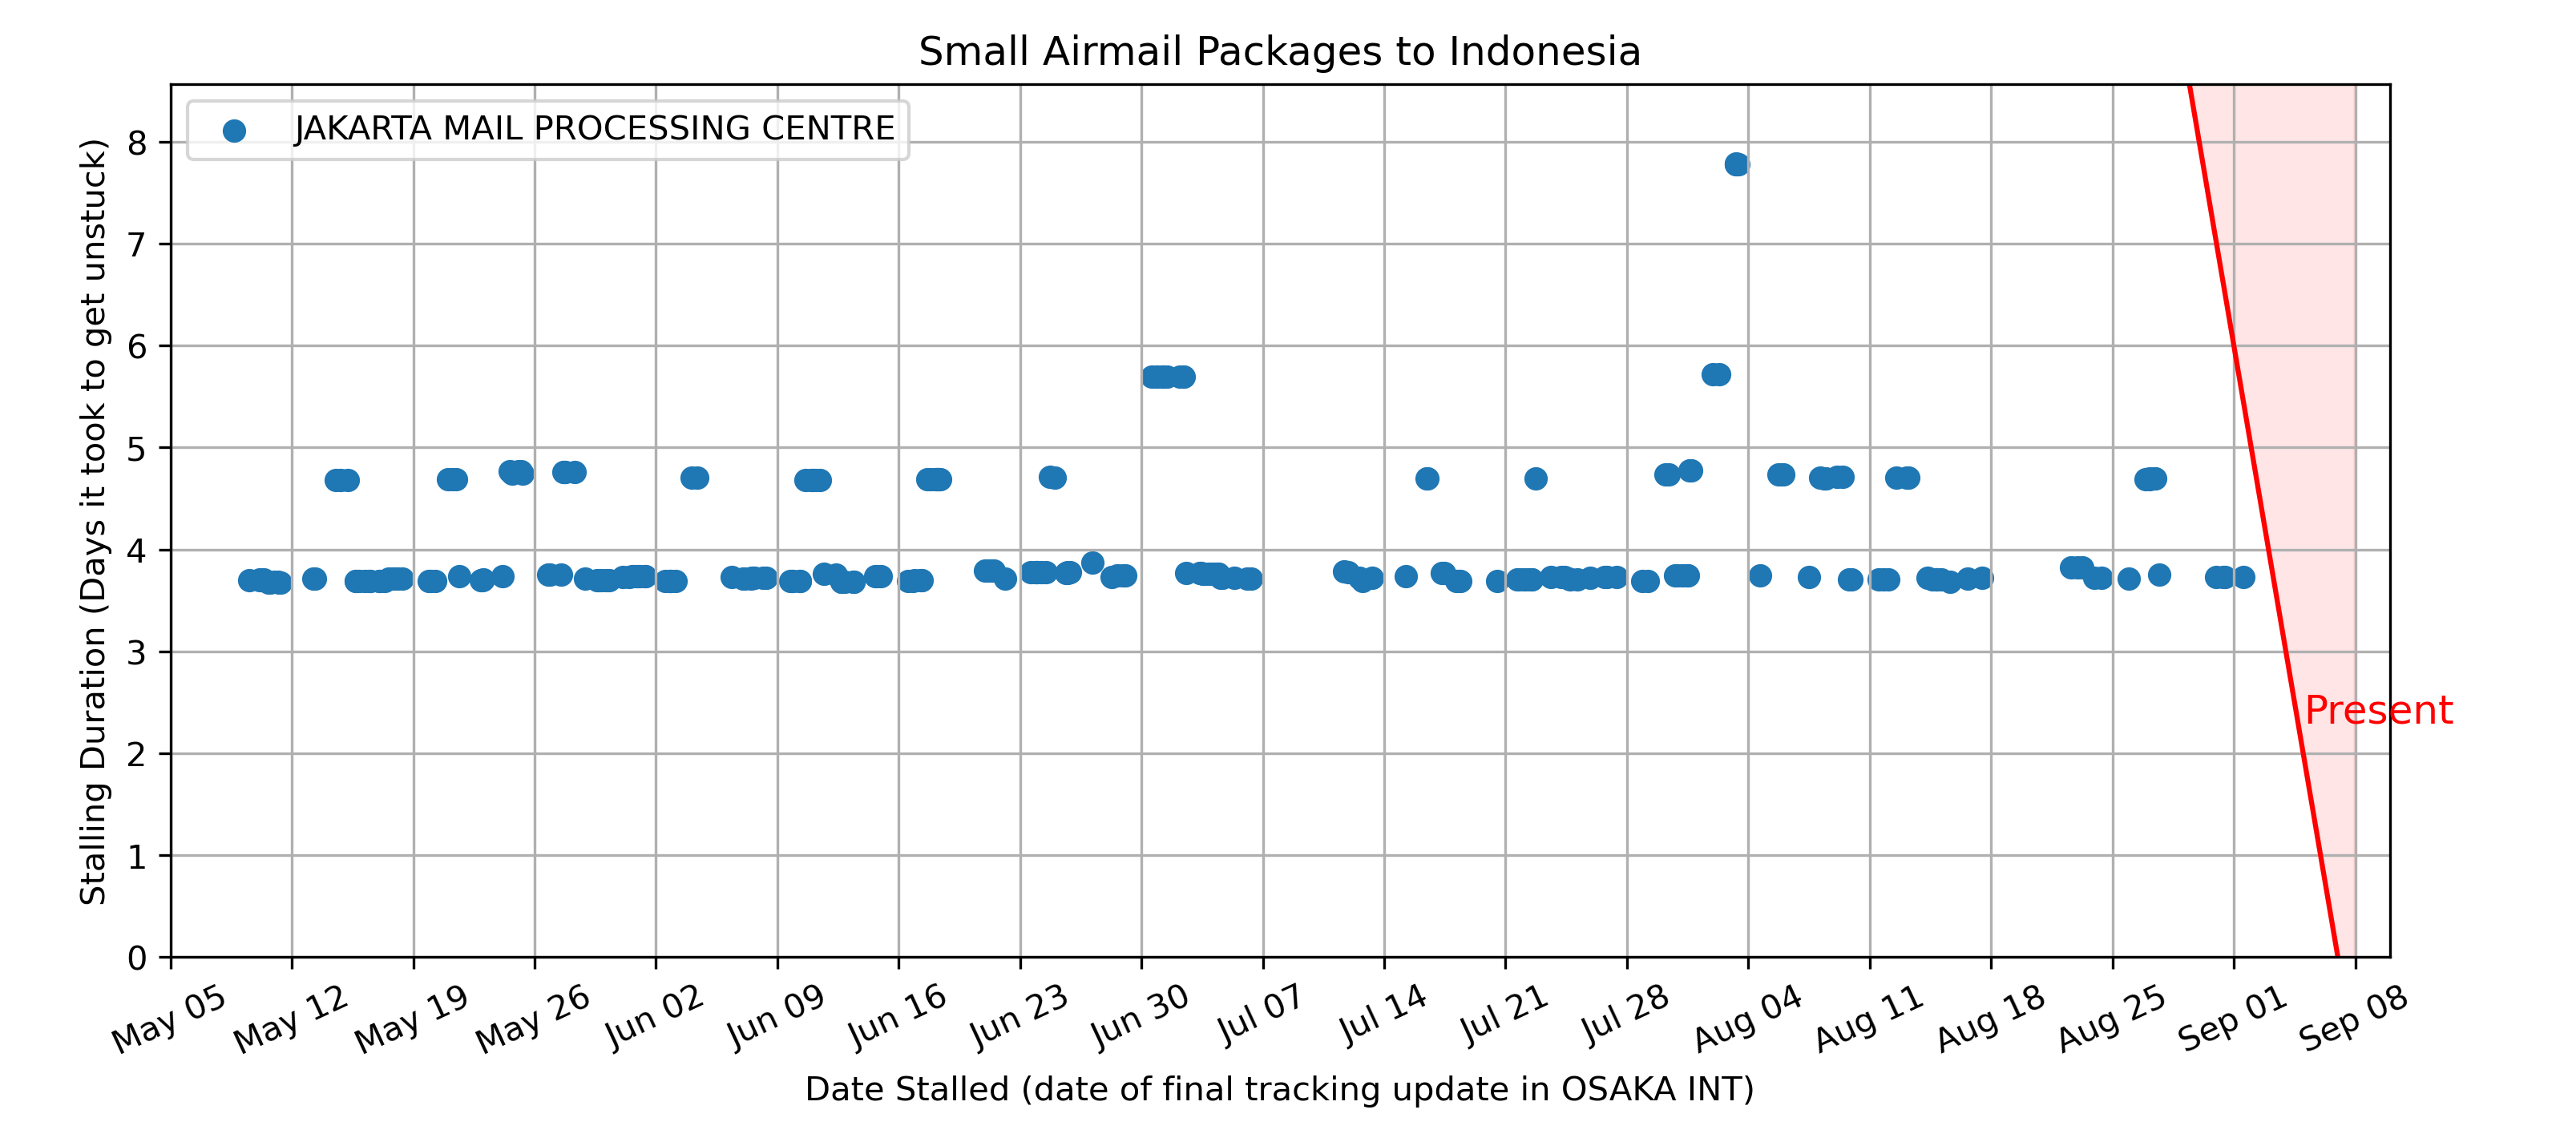 Small Airmail Packages to Indonesia
JAKARTA MAIL PROCESSING CENTRE
Stalling Duration (Days it took to get unstuck)
8
7
6
5
4
3
2
1
0
Present
May 05
May 12
May 19
May 26
Jun 02
Jun 09
Jun 16
Jun 23
Jun 30
Jul 07
Jul 14
Jul 21
Jul 28
Aug 04
Aug 11
Aug 18
Aug 25
Sep 01
Sep 08
Date Stalled (date of final tracking update in OSAKA INT)